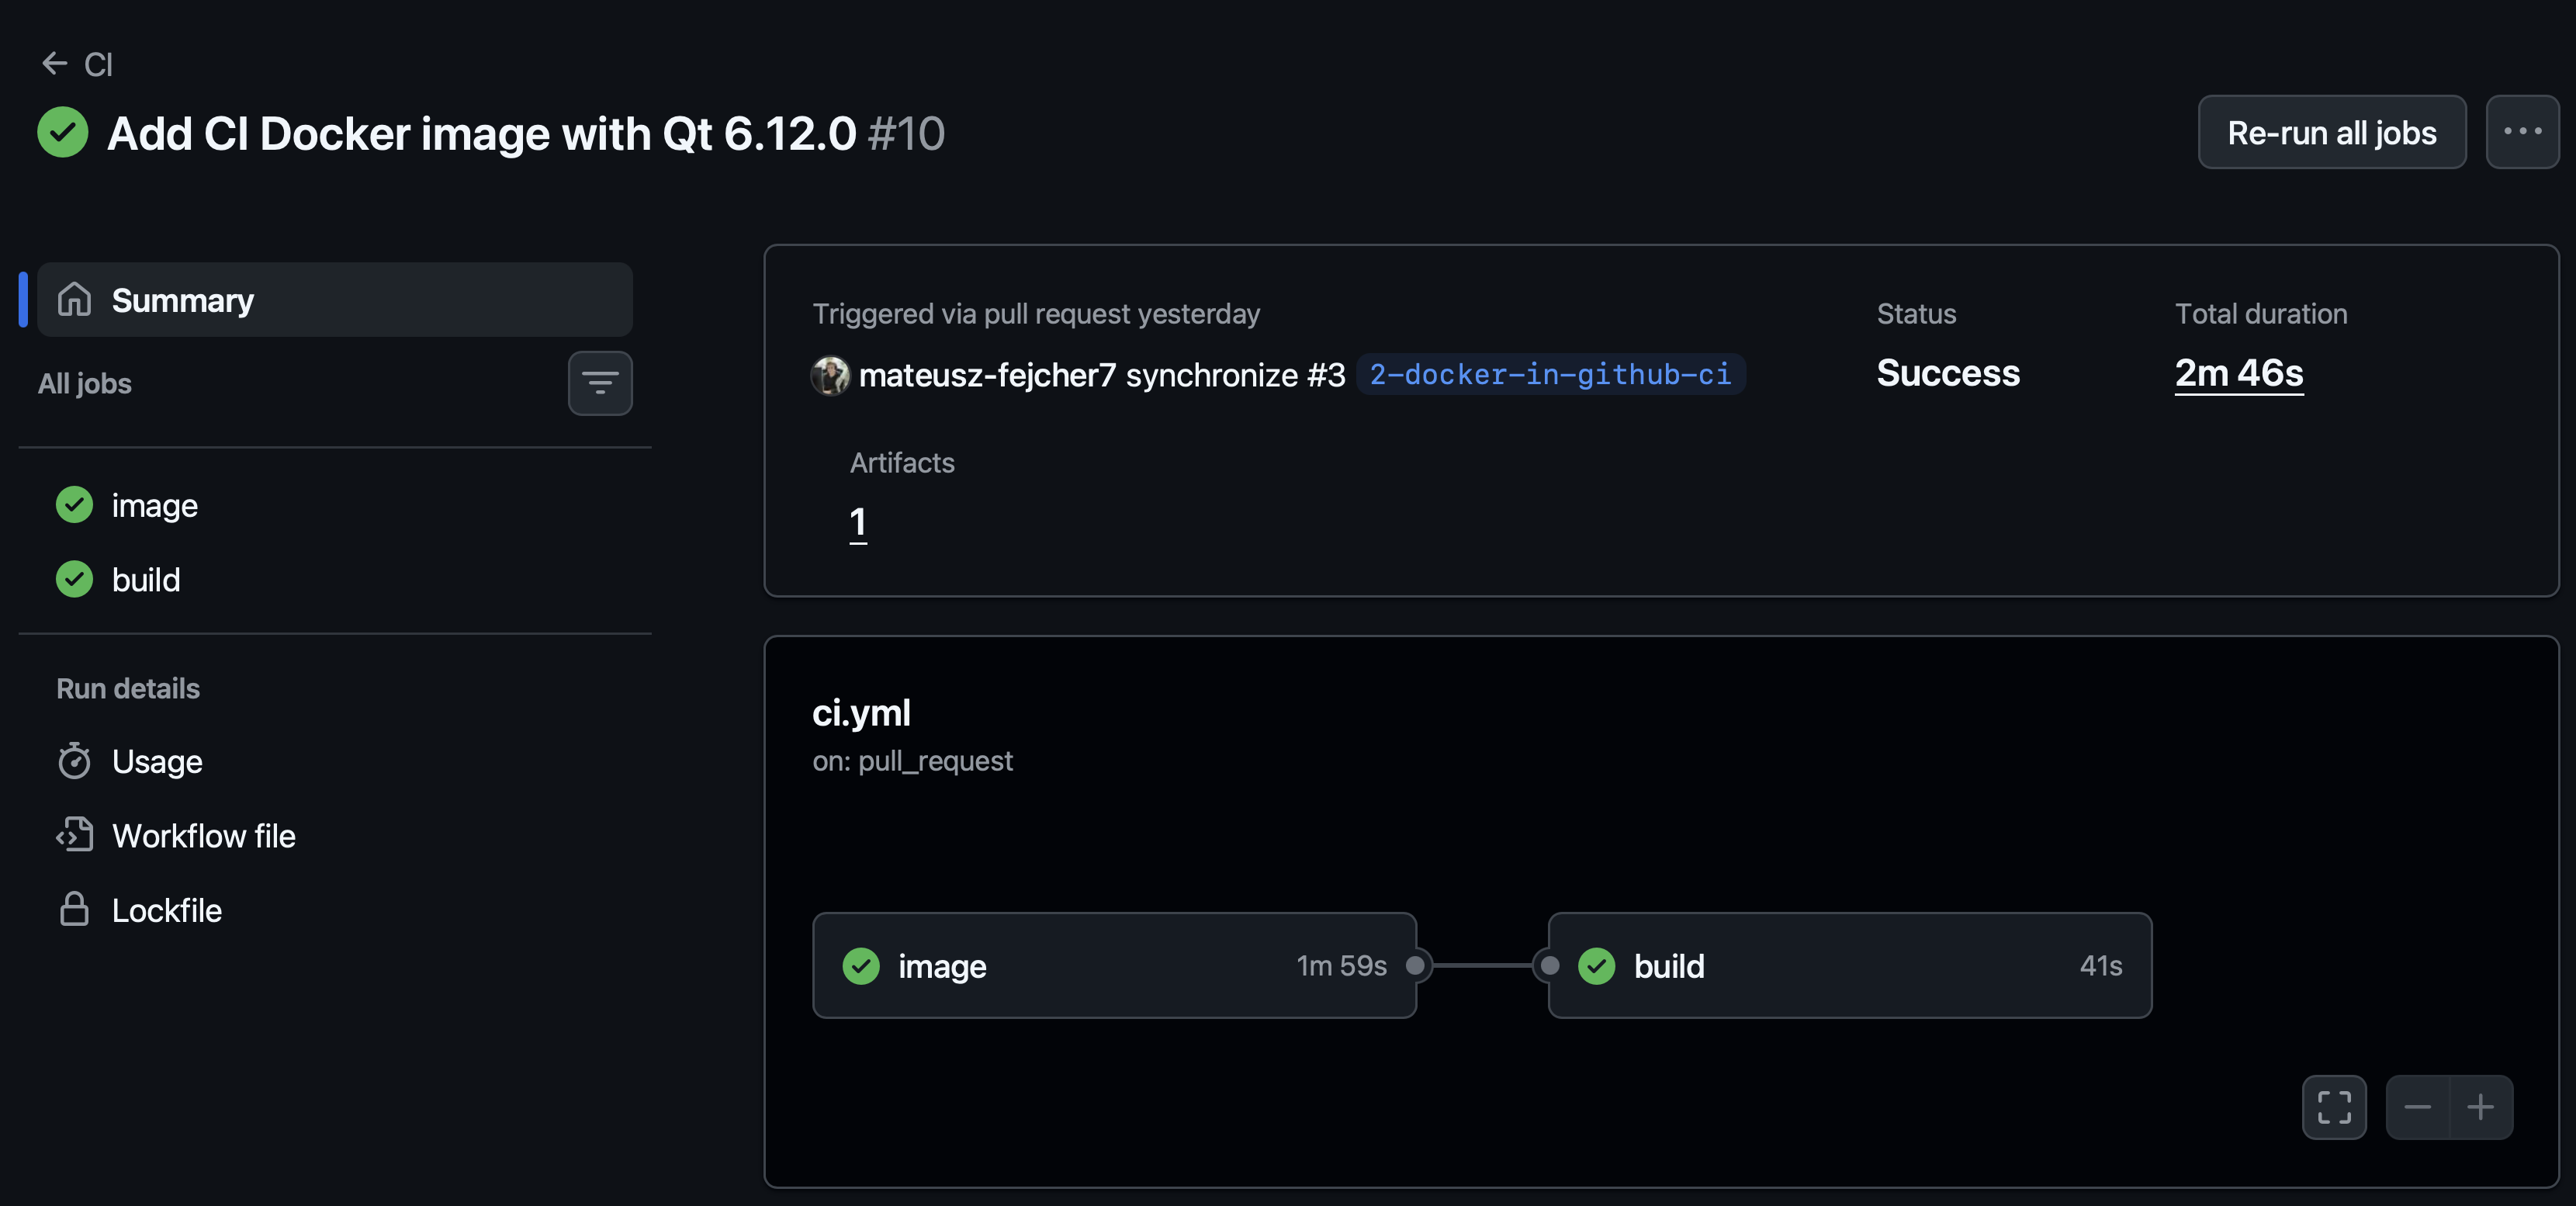 CI
Add CI Docker image with Qt 6.12.0 #10
Re-run all jobs
Summary
All jobs
image
build
Run details
Usage
Workflow file
Lockfile
Triggered via pull request yesterday
mateusz-fejcher7 synchronize #3 2-docker-in-github-ci
Status
Success
Total duration
2m 46s
Artifacts
1
ci.yml
on: pull_request
image 1m 59s
build 41s